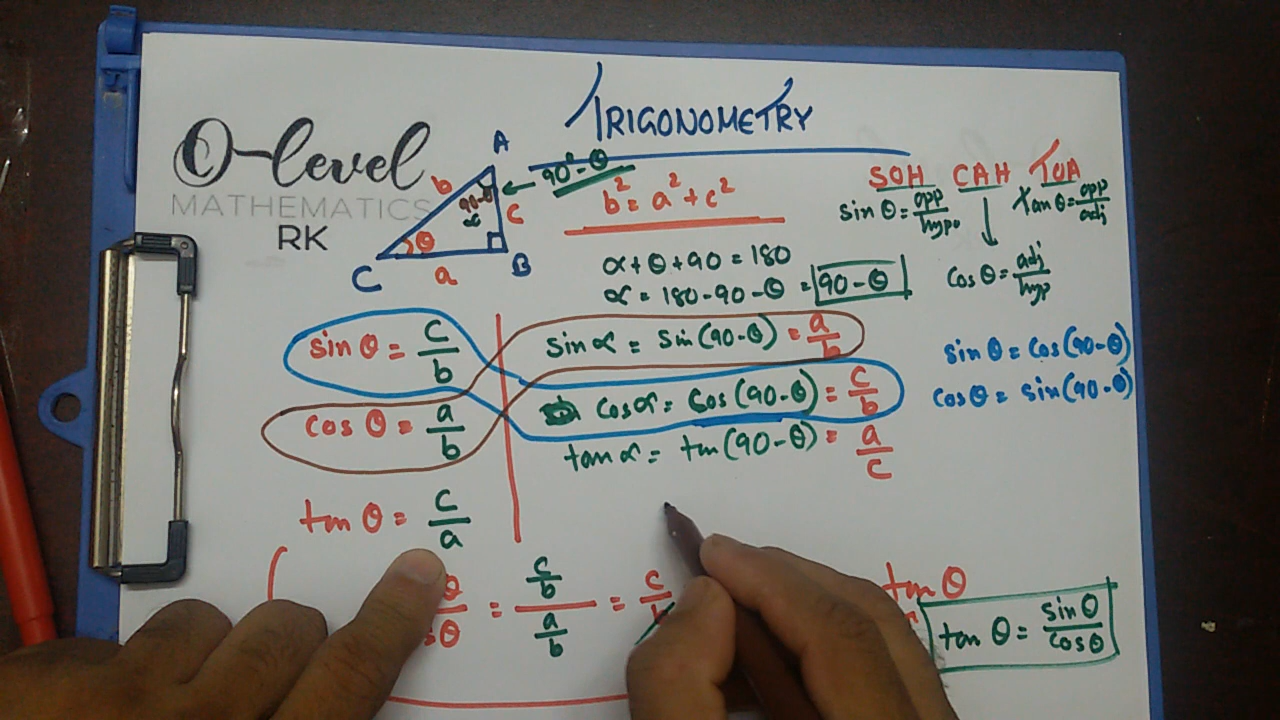 TRIGONOMETRY
O-level
MATHEMATICS
RK
A
b
90°-θ
90-θ
α
c
θ
C
a
B
b² = a² + c²
SOH CAH TOA
sin θ = opp/hypo
tan θ = opp/adj
cos θ = adj/hyp
α + θ + 90 = 180
α = 180 - 90 - θ = 90 - θ
sin θ = c/b
sin α = sin(90-θ) = a/b
sin θ = cos(90-θ)
cos θ = sin(90-θ)
cos α = cos(90-θ) = c/b
cos θ = a/b
tan α = tan(90-θ) = a/c
tan θ = c/a
= c/b / a/b = c/
tan θ
tan θ = sin θ/cos θ